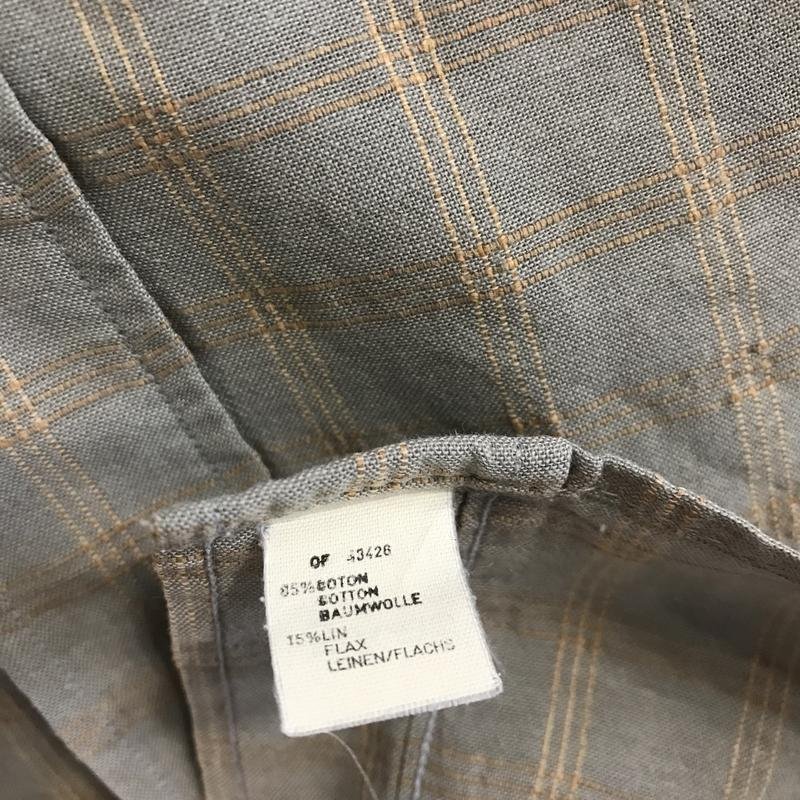 OF 43426
85%COTON
COTTON
BAUMWOLLE
15%LIN
FLAX
LEINEN/FLACHS